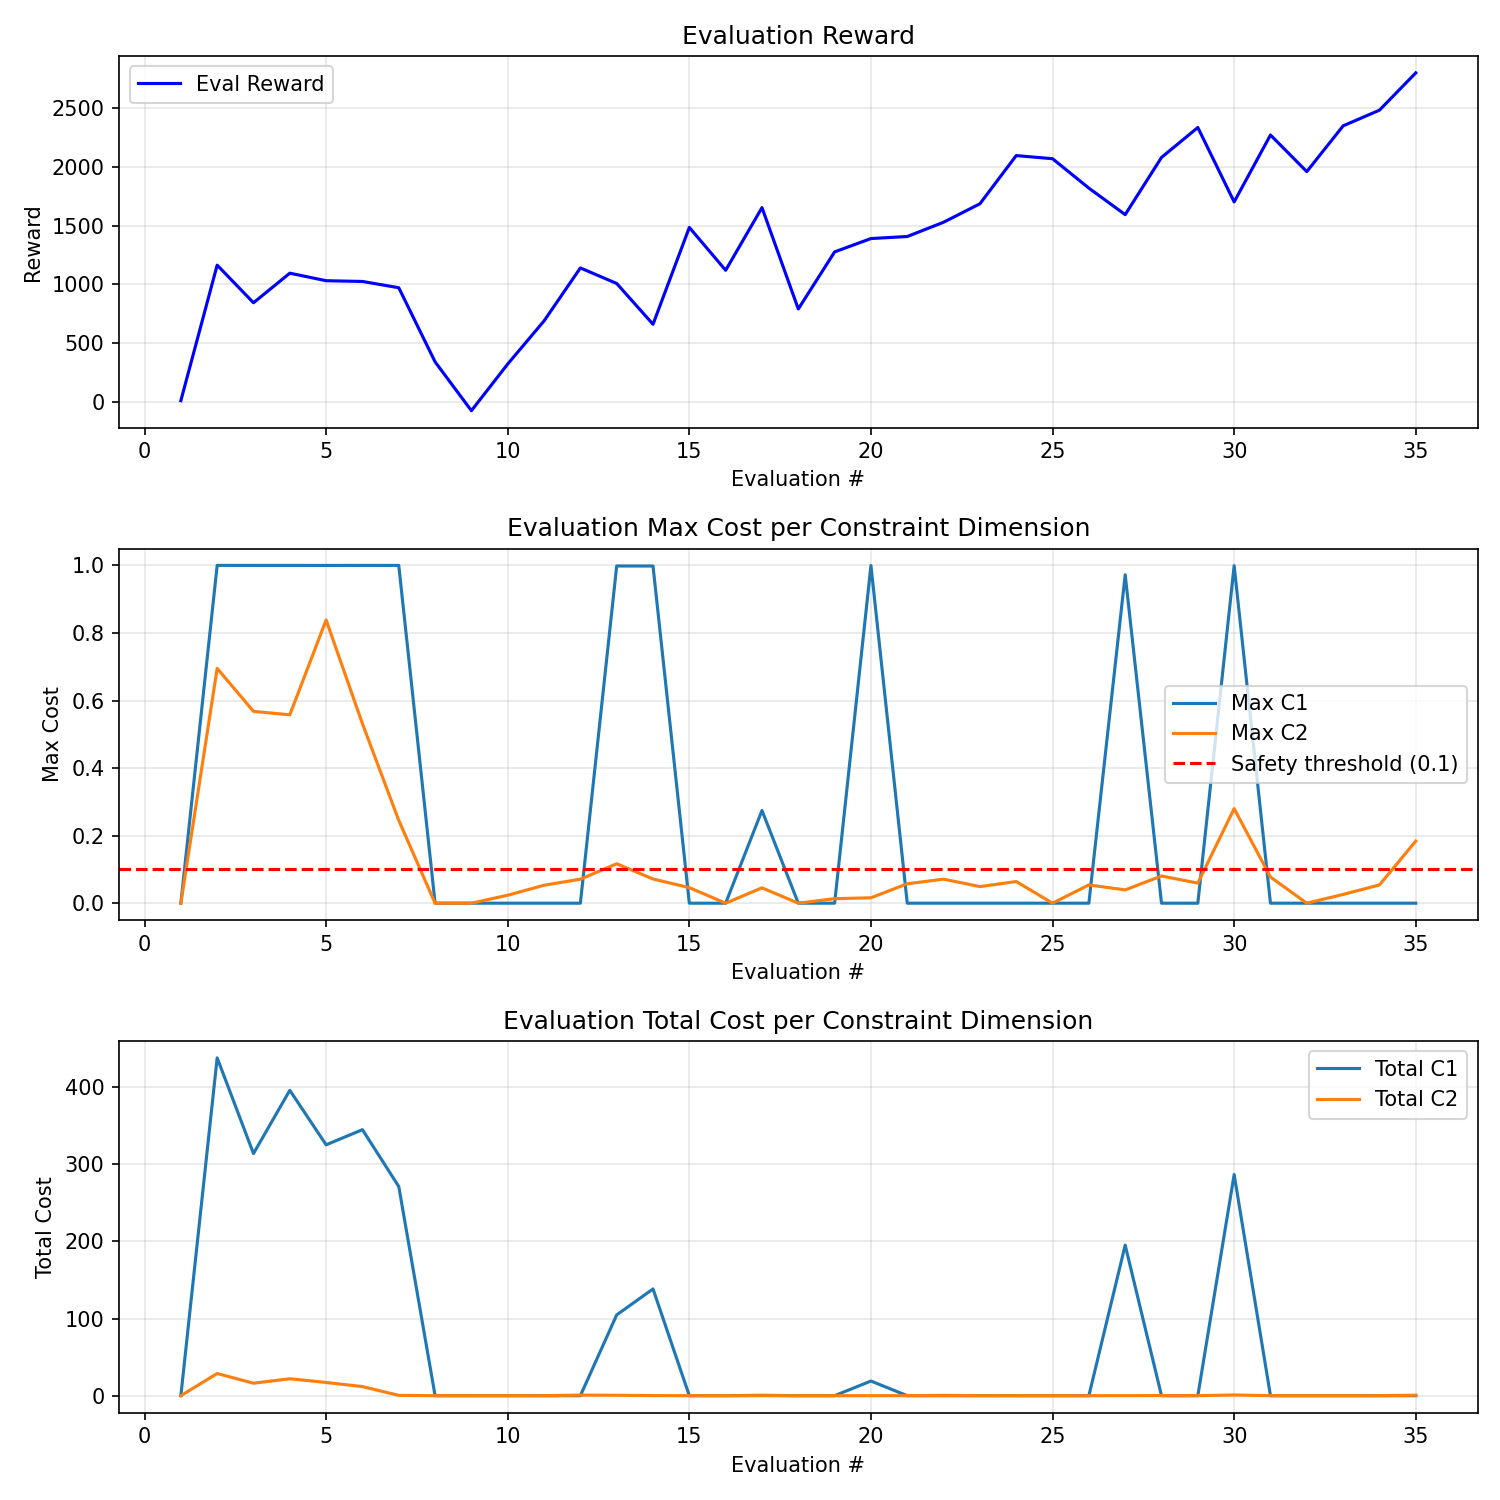 Evaluation Reward
Eval Reward
Reward
2500
2000
1500
1000
500
0
0 5 10 15 20 25 30 35
Evaluation #
Evaluation Max Cost per Constraint Dimension
Max Cost
1.0
0.8
0.6
0.4
0.2
0.0
Max C1
Max C2
Safety threshold (0.1)
0 5 10 15 20 25 30 35
Evaluation #
Evaluation Total Cost per Constraint Dimension
Total Cost
400
300
200
100
0
Total C1
Total C2
0 5 10 15 20 25 30 35
Evaluation #